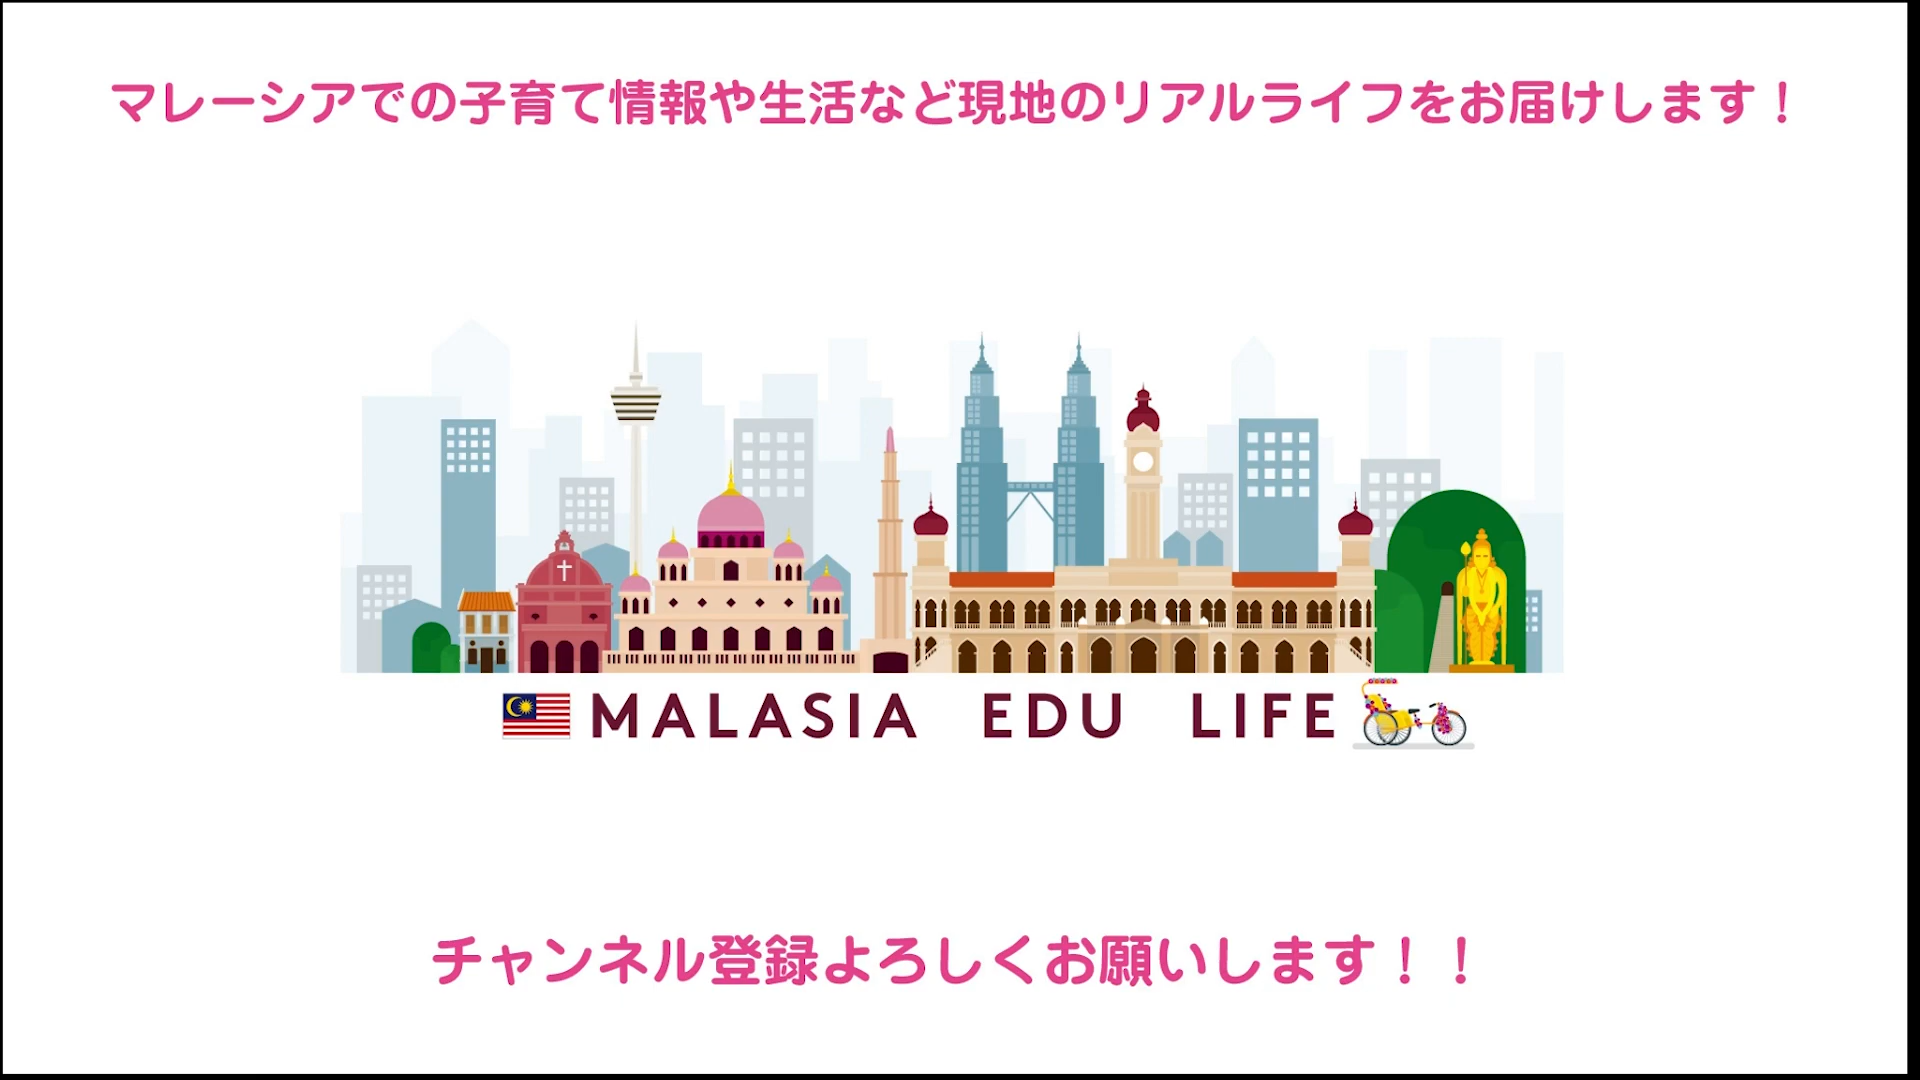 マレーシアでの子育て情報や生活など現地のリアルライフをお届けします！
MALASIA EDU LIFE
チャンネル登録よろしくお願いします！！